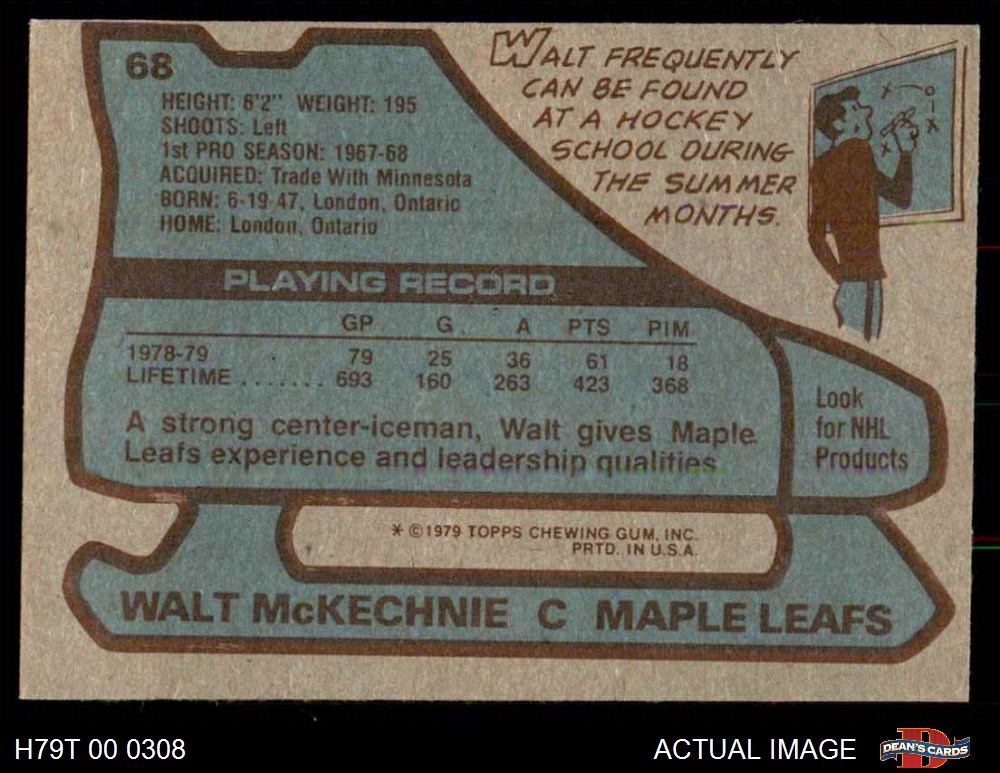 68
HEIGHT: 6'2" WEIGHT: 195
SHOOTS: Left
1st PRO SEASON: 1967-68
ACQUIRED: Trade With Minnesota
BORN: 6-19-47, London, Ontario
HOME: London, Ontario
WALT FREQUENTLY
CAN BE FOUND
AT A HOCKEY
SCHOOL DURING
THE SUMMER
MONTHS.
PLAYING RECORD
GP G. A PTS PIM
1978-79 79 25 36 61 18
LIFETIME ....... 693 160 263 423 368
A strong center-iceman, Walt gives Maple
Leafs experience and leadership qualities.
Look
for NHL
Products
* ©1979 TOPPS CHEWING GUM, INC.
PRTD. IN U.S.A.
WALT McKECHNIE C MAPLE LEAFS
H79T 00 0308
ACTUAL IMAGE
DEAN'S CARDS